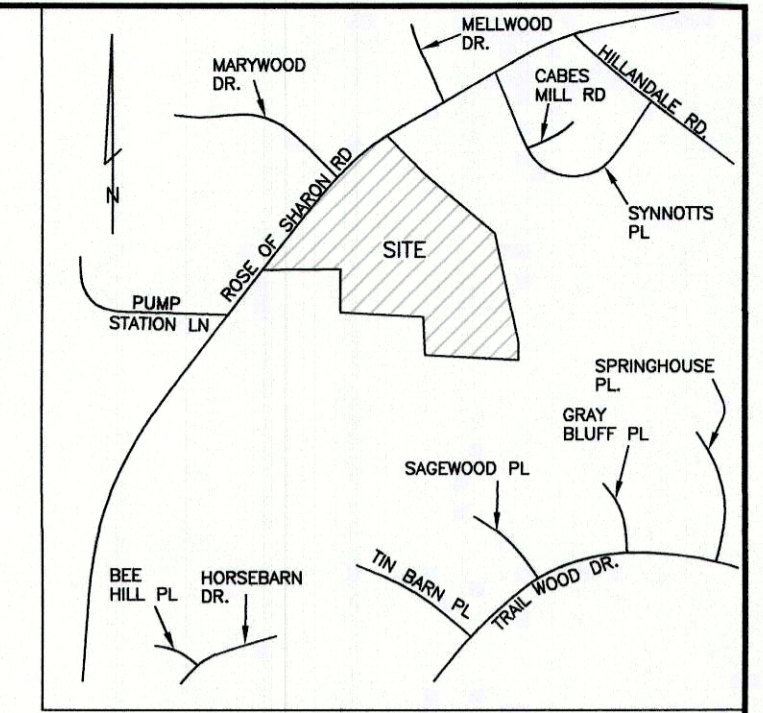 MELLWOOD
DR.
MARYWOOD
DR.
CABES
MILL RD
HILLANDALE RD.
N
ROSE OF SHARON RD
SYNNOTTS
PL
SITE
PUMP
STATION LN
SPRINGHOUSE
PL.
GRAY
BLUFF PL
SAGEWOOD PL
TIN BARN PL
TRAIL WOOD DR.
BEE
HILL PL
HORSEBARN
DR.